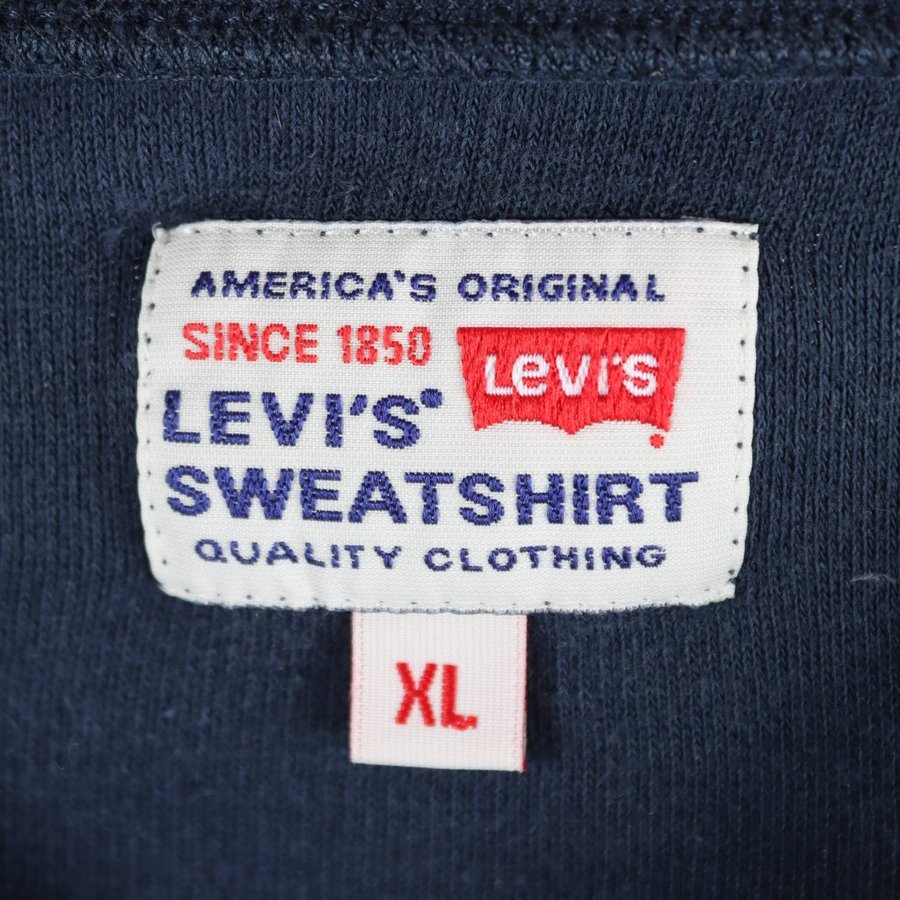 AMERICA'S ORIGINAL
SINCE 1850
LEVI'S
LEVI'S
SWEATSHIRT
QUALITY CLOTHING
XL